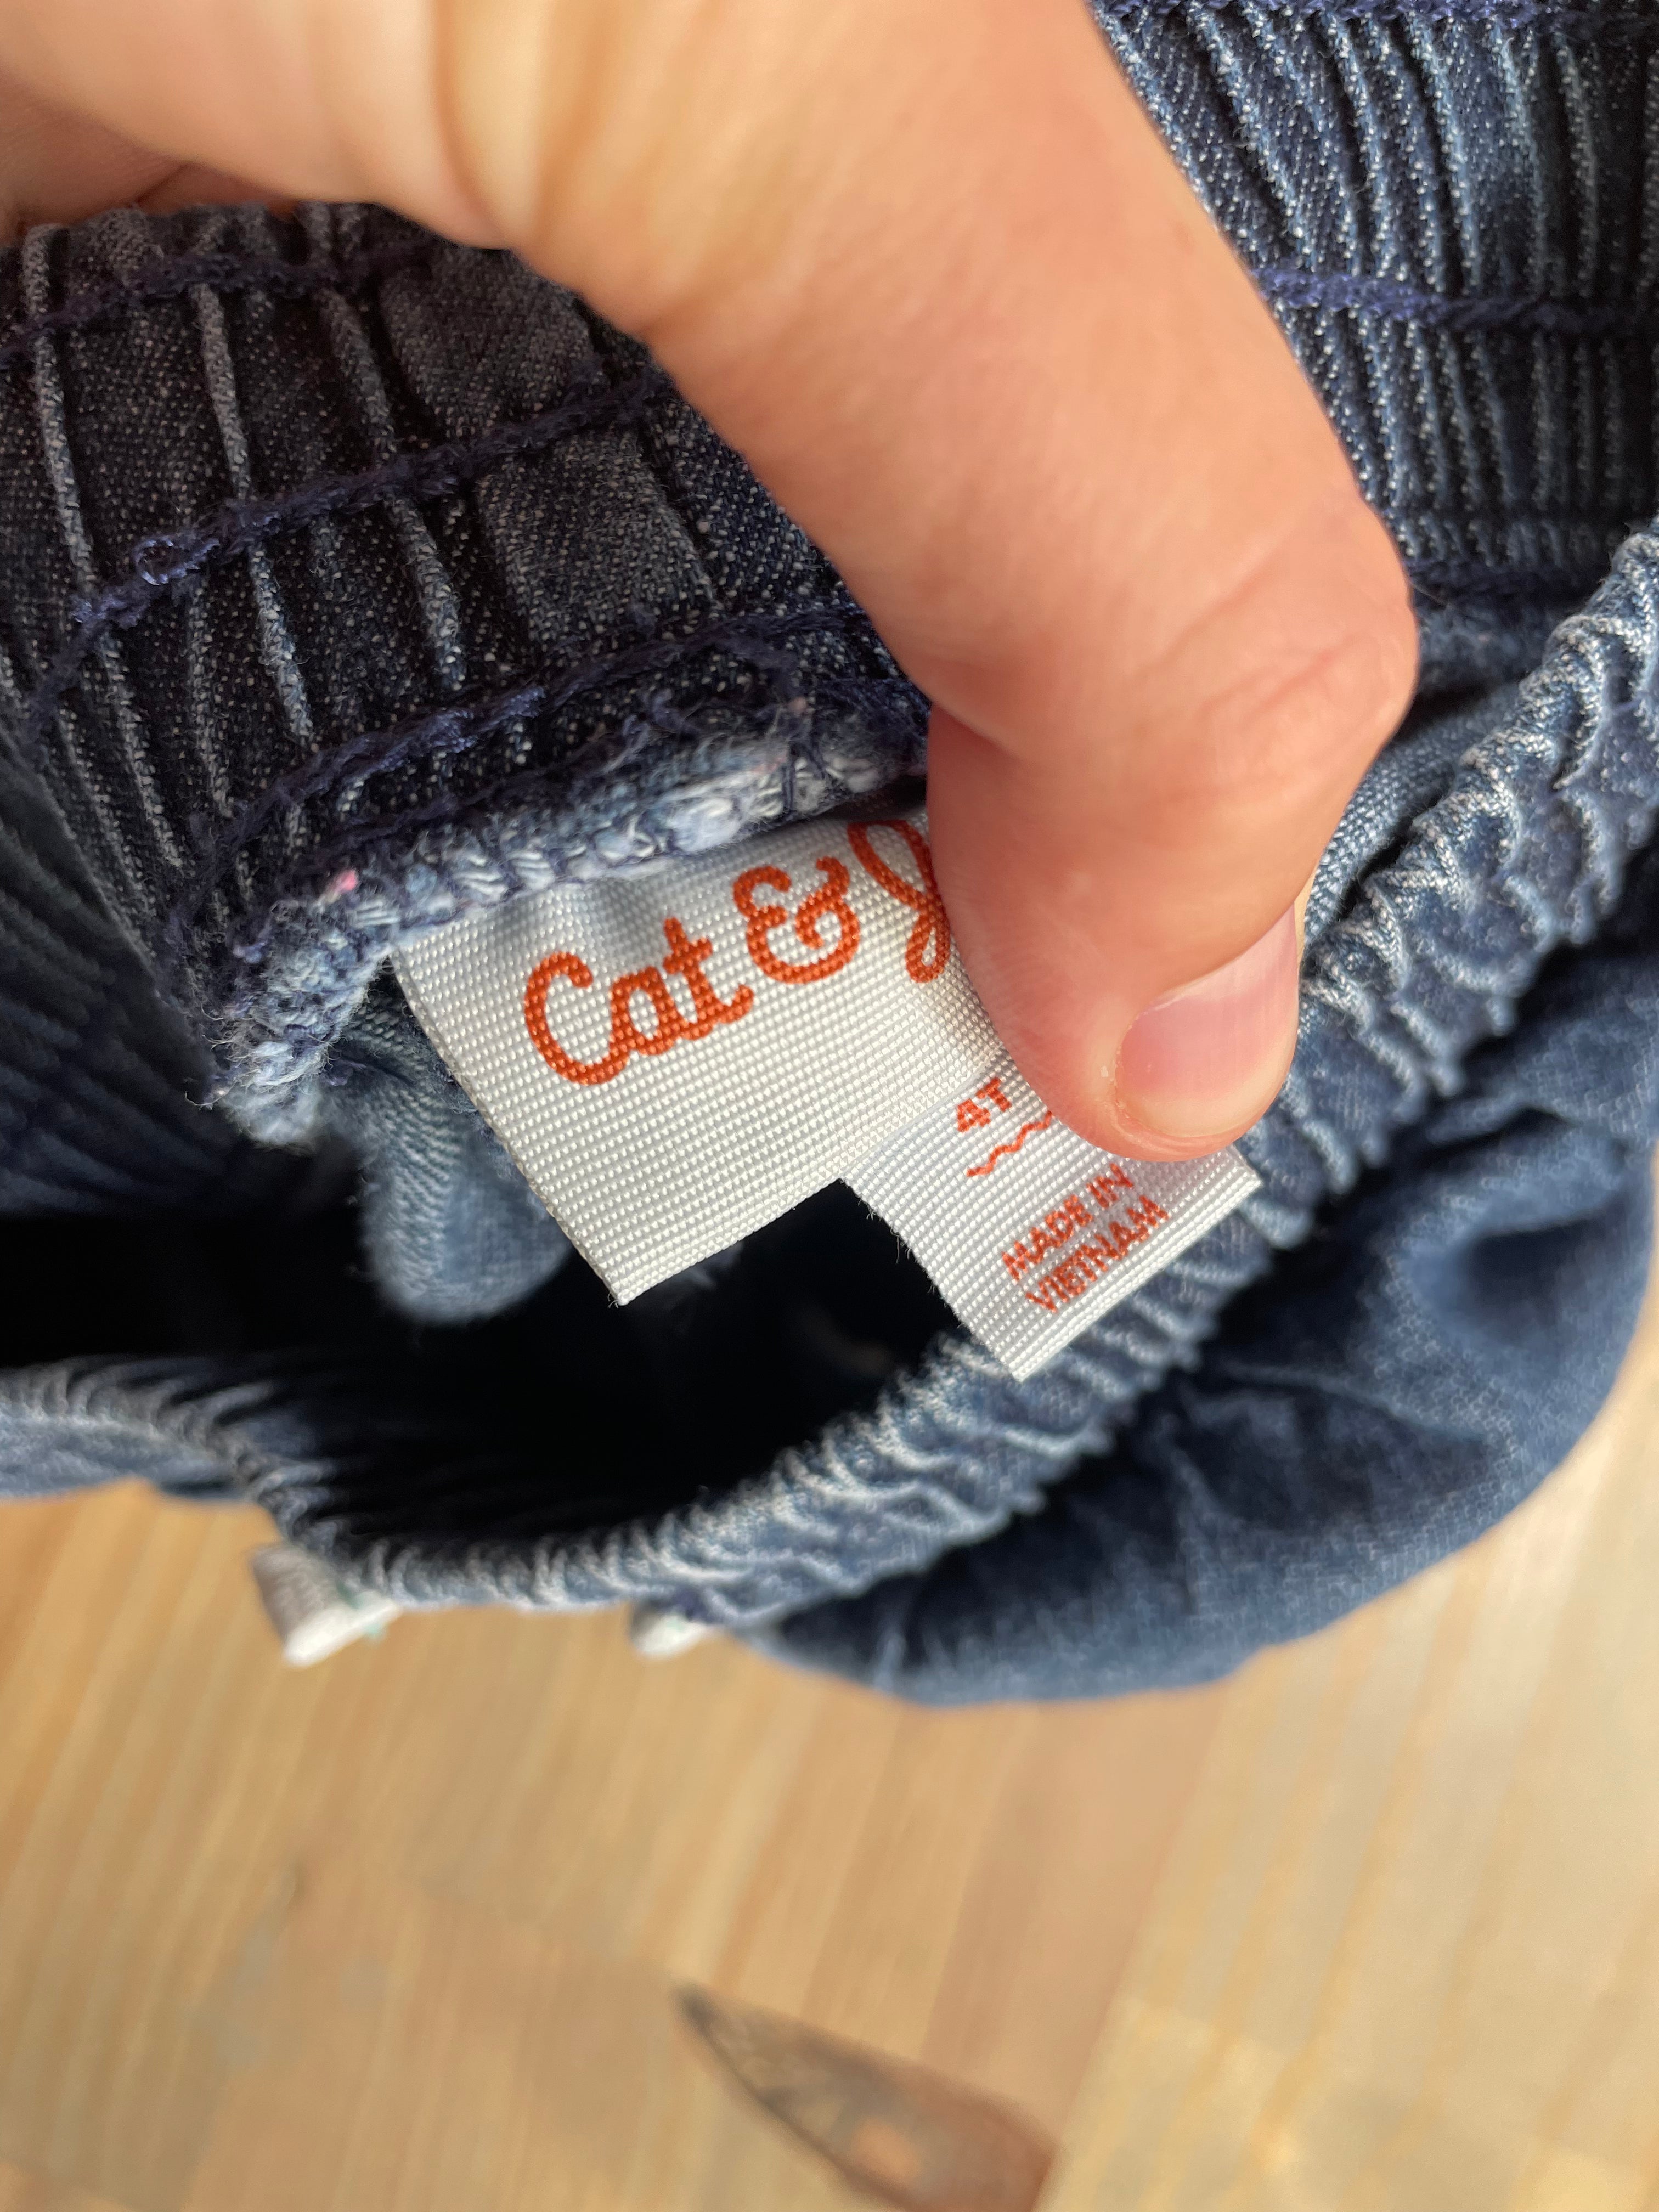 Cat & J
4T
MADE IN
VIETNAM